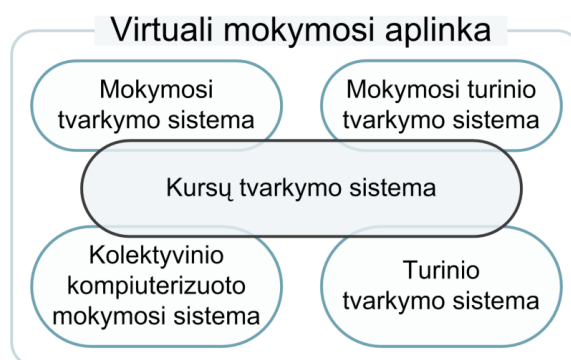 Virtuali mokymosi aplinka
Mokymosi
tvarkymo sistema
Mokymosi turinio
tvarkymo sistema
Kursų tvarkymo sistema
Kolektyvinio
kompiuterizuoto
mokymosi sistema
Turinio
tvarkymo sistema